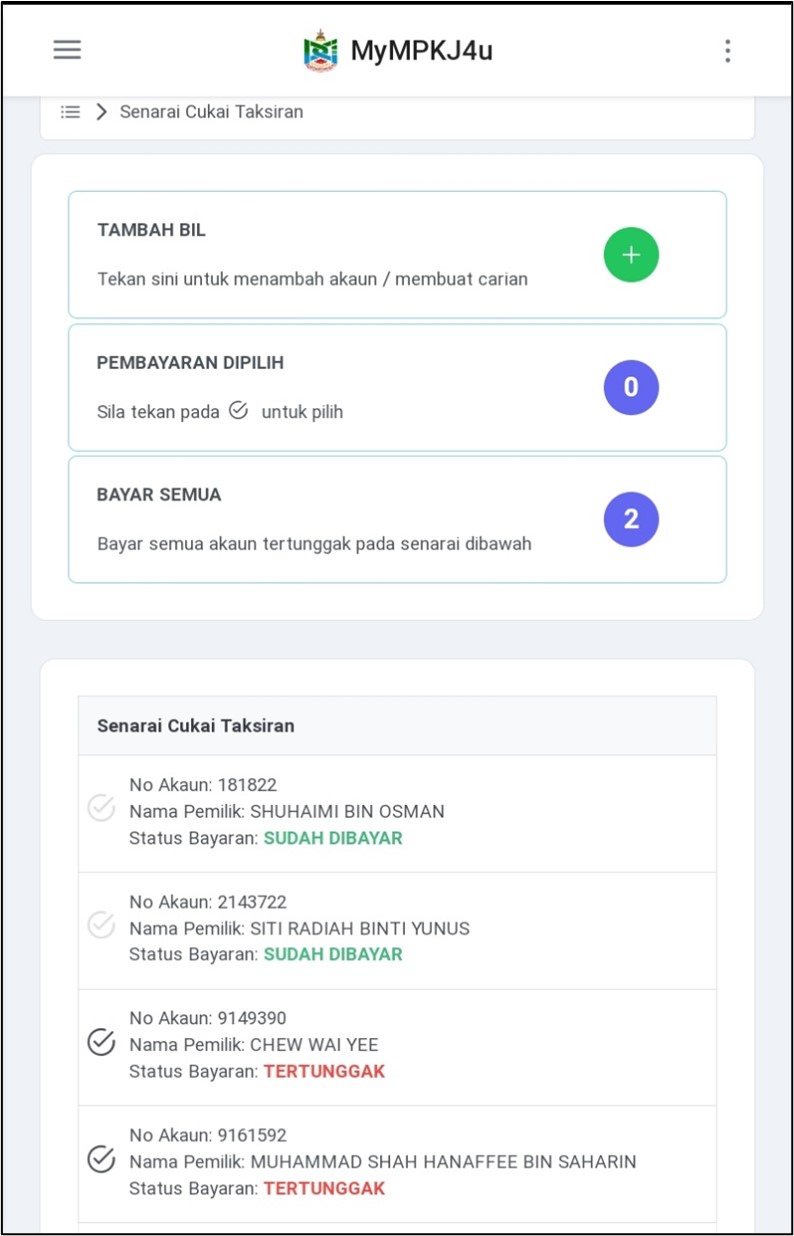 MyMPKJ4u
Senarai Cukai Taksiran
TAMBAH BIL
Tekan sini untuk menambah akaun / membuat carian
+
PEMBAYARAN DIPILIH
Sila tekan pada untuk pilih
0
BAYAR SEMUA
Bayar semua akaun tertunggak pada senarai dibawah
2
Senarai Cukai Taksiran
No Akaun: 181822
Nama Pemilik: SHUHAIMI BIN OSMAN
Status Bayaran: SUDAH DIBAYAR
No Akaun: 2143722
Nama Pemilik: SITI RADIAH BINTI YUNUS
Status Bayaran: SUDAH DIBAYAR
No Akaun: 9149390
Nama Pemilik: CHEW WAI YEE
Status Bayaran: TERTUNGGAK
No Akaun: 9161592
Nama Pemilik: MUHAMMAD SHAH HANAFFEE BIN SAHARIN
Status Bayaran: TERTUNGGAK